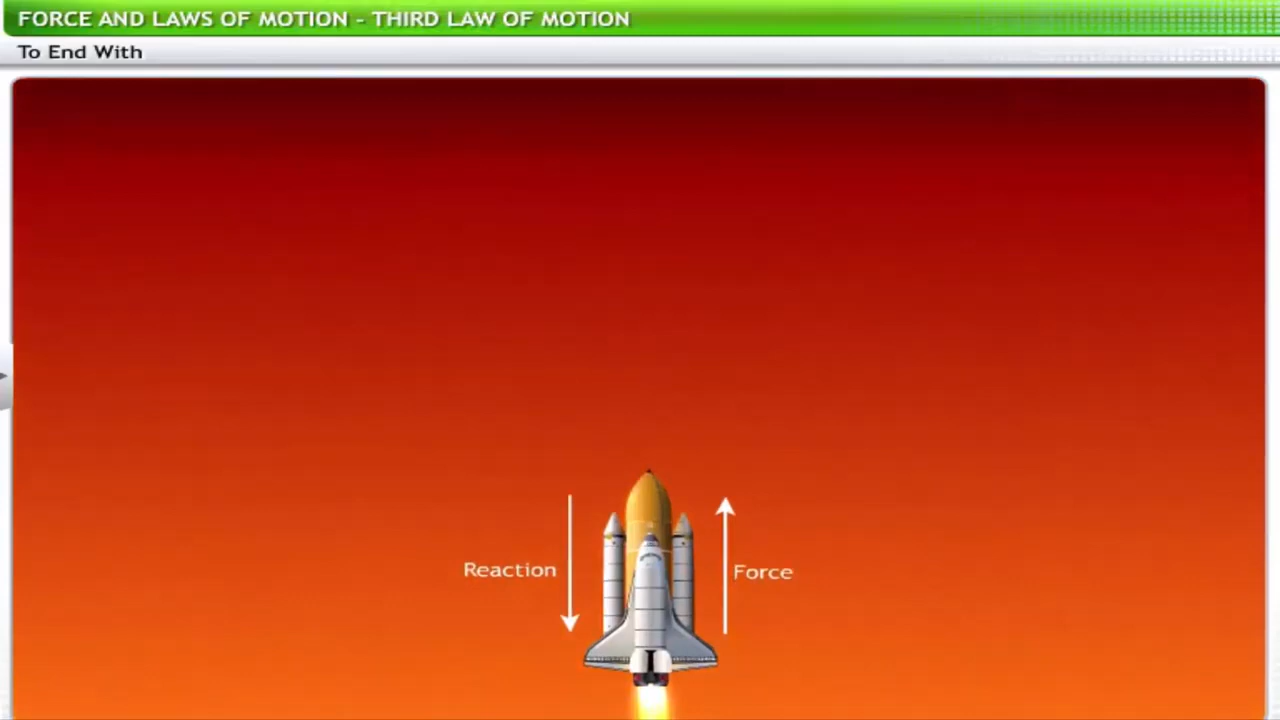 FORCE AND LAWS OF MOTION - THIRD LAW OF MOTION
To End With
Reaction
Force